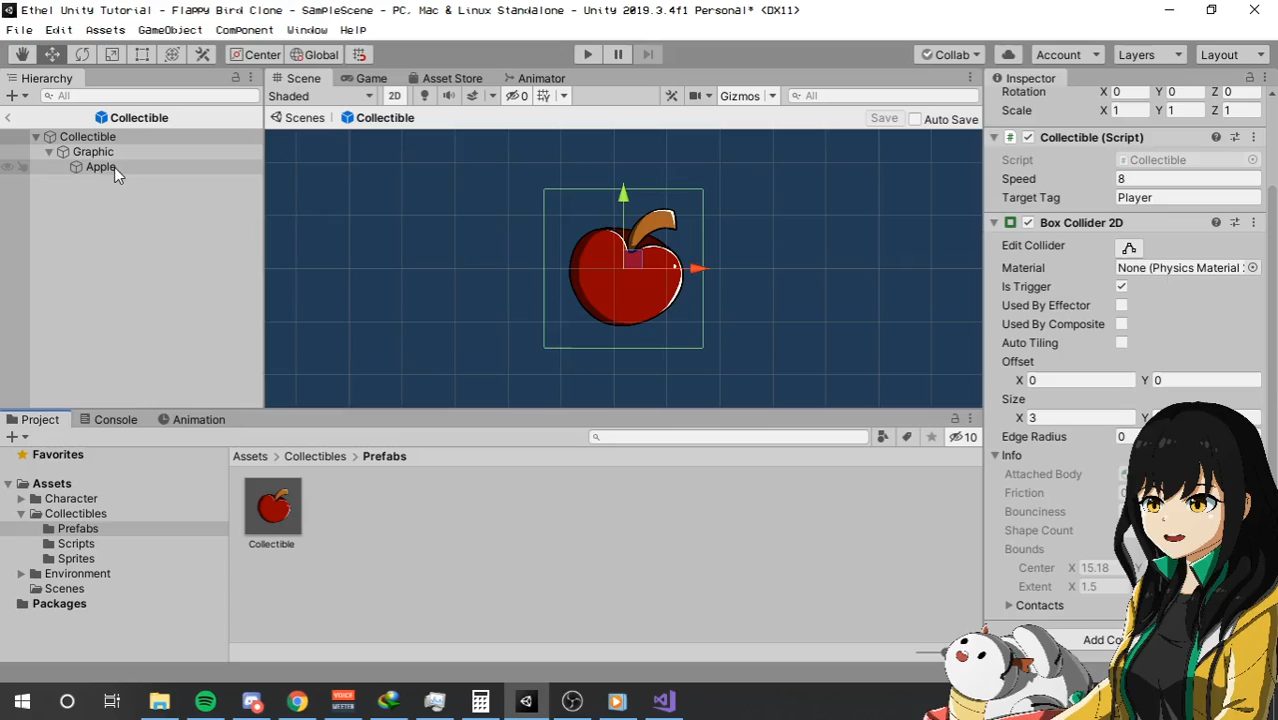 Ethel Unity Tutorial - Flappy Bird Clone - SampleScene - PC, Mac & Linux Standalone - Unity 2019.3.4f1 Personal* <DX11>
File Edit Assets GameObject Component Window Help
Center Global Collab Account Layers Layout
Hierarchy Scene Game Asset Store Animator Inspector
All Shaded 2D 0 Gizmos All Rotation X 0 Y 0 Z 0
Scale X 1 Y 1 Z 1
Collectible Scenes Collectible Save Auto Save
Collectible
Graphic
Apple
Collectible (Script)
Script Collectible
Speed 8
Target Tag Player
Box Collider 2D
Edit Collider
Material None (Physics Material
Is Trigger
Used By Effector
Used By Composite
Auto Tiling
Offset
X 0 Y 0
Size
X 3 Y
Edge Radius 0
Info
Attached Body
Friction
Bounciness
Shape Count
Bounds
Center X 15.18
Extent X 1.5
Contacts
Add Co
Project Console Animation
10
Favorites
Assets
Character
Collectibles
Prefabs
Scripts
Sprites
Environment
Scenes
Packages
Assets Collectibles Prefabs
Collectible
VOICE
MEETER